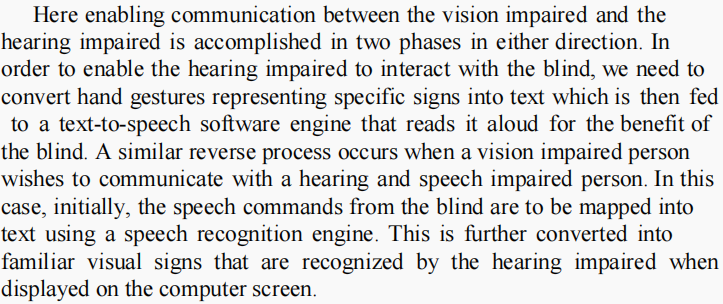 Here enabling communication between the vision impaired and the
hearing impaired is accomplished in two phases in either direction. In
order to enable the hearing impaired to interact with the blind, we need to
convert hand gestures representing specific signs into text which is then fed
to a text-to-speech software engine that reads it aloud for the benefit of
the blind. A similar reverse process occurs when a vision impaired person
wishes to communicate with a hearing and speech impaired person. In this
case, initially, the speech commands from the blind are to be mapped into
text using a speech recognition engine. This is further converted into
familiar visual signs that are recognized by the hearing impaired when
displayed on the computer screen.